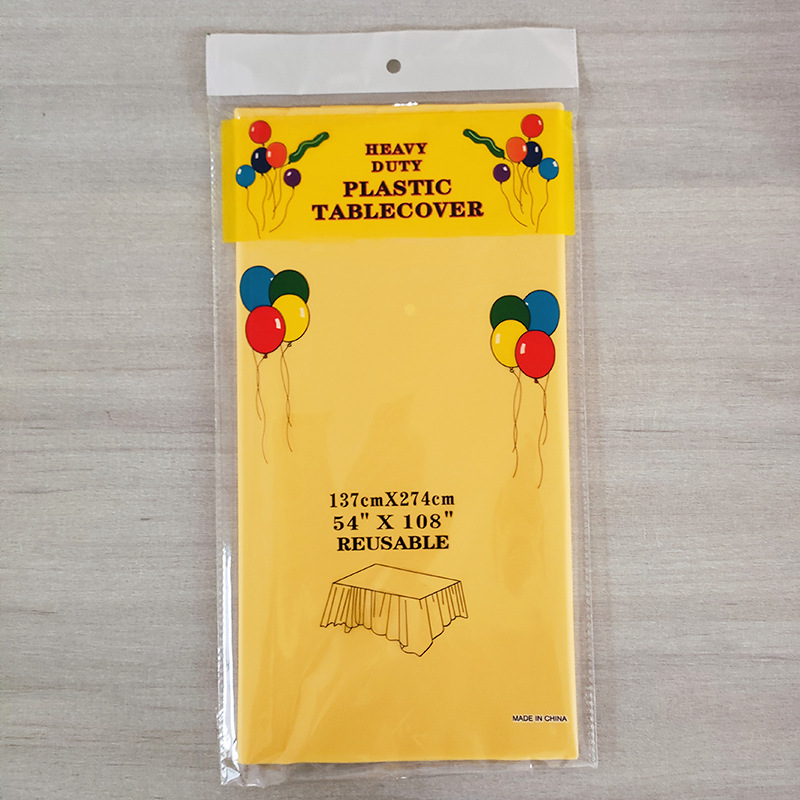 HEAVY
DUTY
PLASTIC
TABLECOVER
137cmX274cm
54" X 108"
REUSABLE
MADE IN CHINA